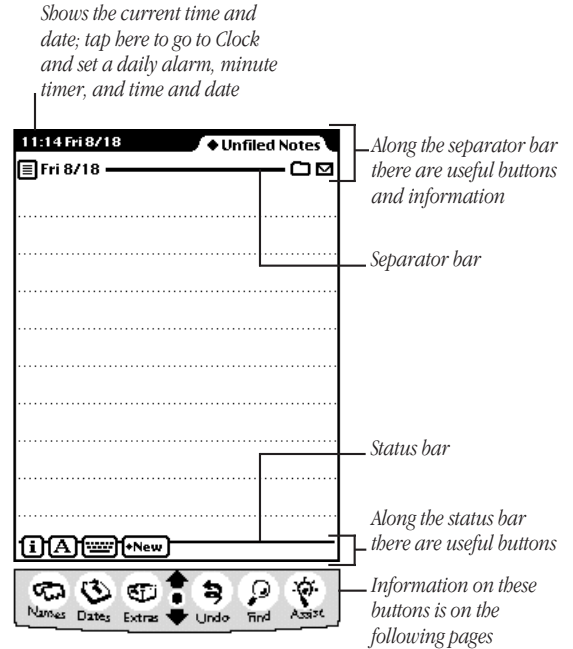 Shows the current time and
date; tap here to go to Clock
and set a daily alarm, minute
timer, and time and date
11:14 Fri 8/18
◆ Unfiled Notes
Fri 8/18
Along the separator bar
there are useful buttons
and information
Separator bar
Status bar
Along the status bar
there are useful buttons
i
A
•New
Names
Dates
Extras
Undo
Find
Assist
Information on these
buttons is on the
following pages